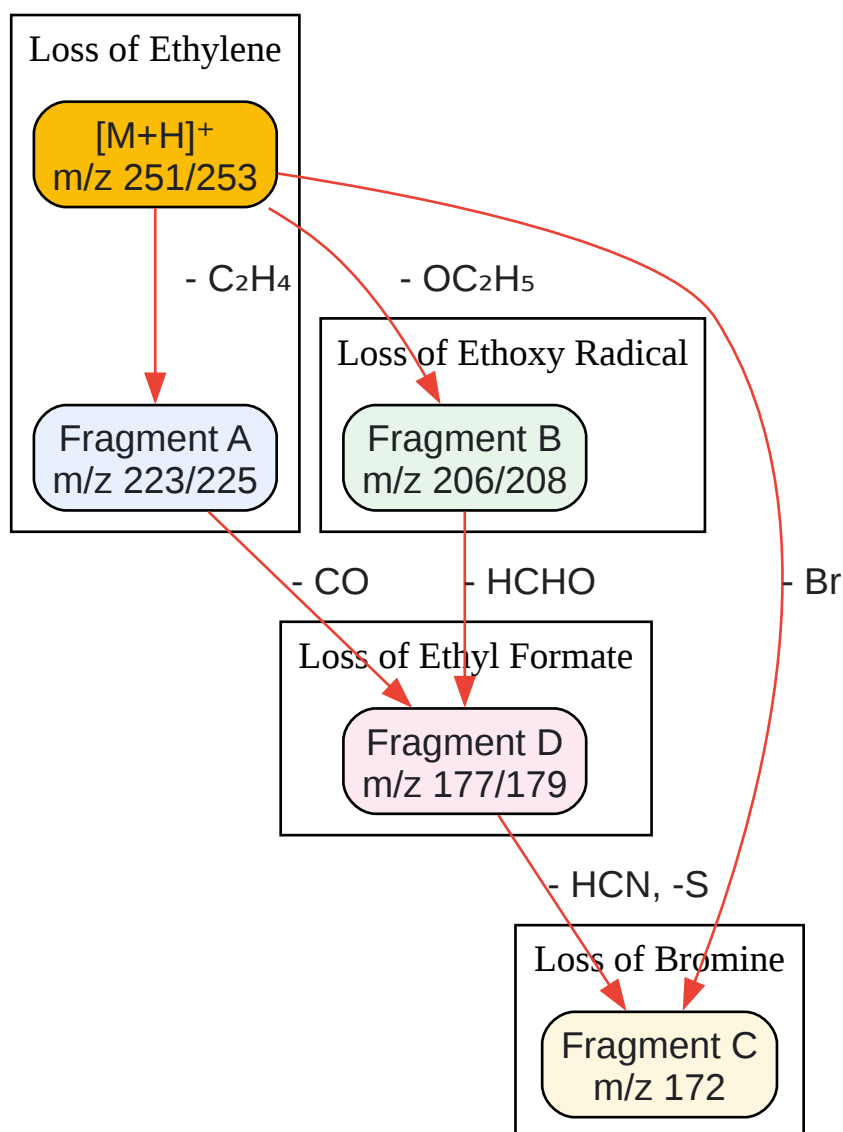 Loss of Ethylene
[M+H]⁺
m/z 251/253
- C₂H₄
- OC₂H₅
Loss of Ethoxy Radical
Fragment A
m/z 223/225
Fragment B
m/z 206/208
- CO
- HCHO
- Br
Loss of Ethyl Formate
Fragment D
m/z 177/179
- HCN, -S
Loss of Bromine
Fragment C
m/z 172